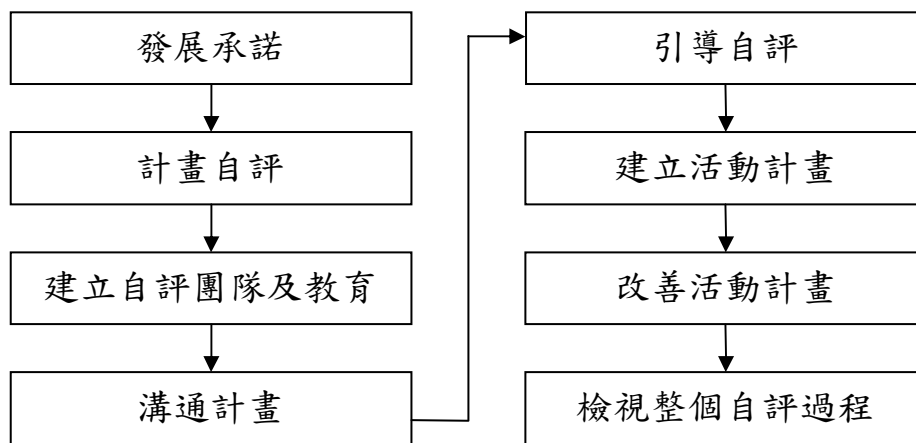 發展承諾
計畫自評
建立自評團隊及教育
溝通計畫
引導自評
建立活動計畫
改善活動計畫
檢視整個自評過程